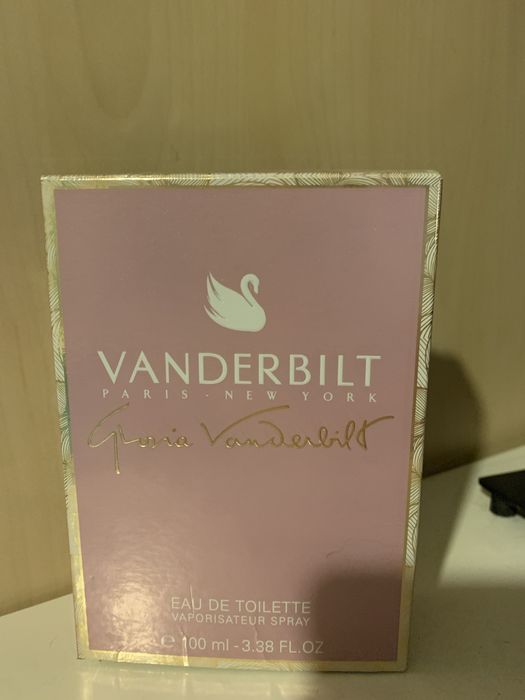 VANDERBILT
PARIS - NEW YORK
Gloria Vanderbilt
EAU DE TOILETTE
VAPORISATEUR SPRAY
℮ 100 ml - 3.38 FL.OZ